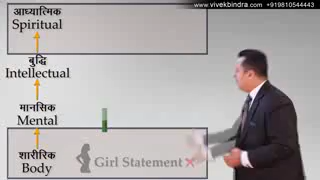 www.vivekbindra.com +919810544443
आध्यात्मिक
Spiritual
बुद्धि
Intellectual
मानसिक
Mental
शारीरिक
Body
Girl Statement